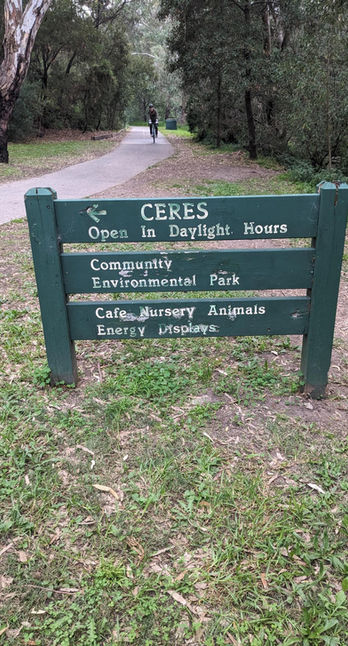 CERES
Open In Daylight Hours
Community
Environmental Park
Cafe Nursery Animals
Energy Displays